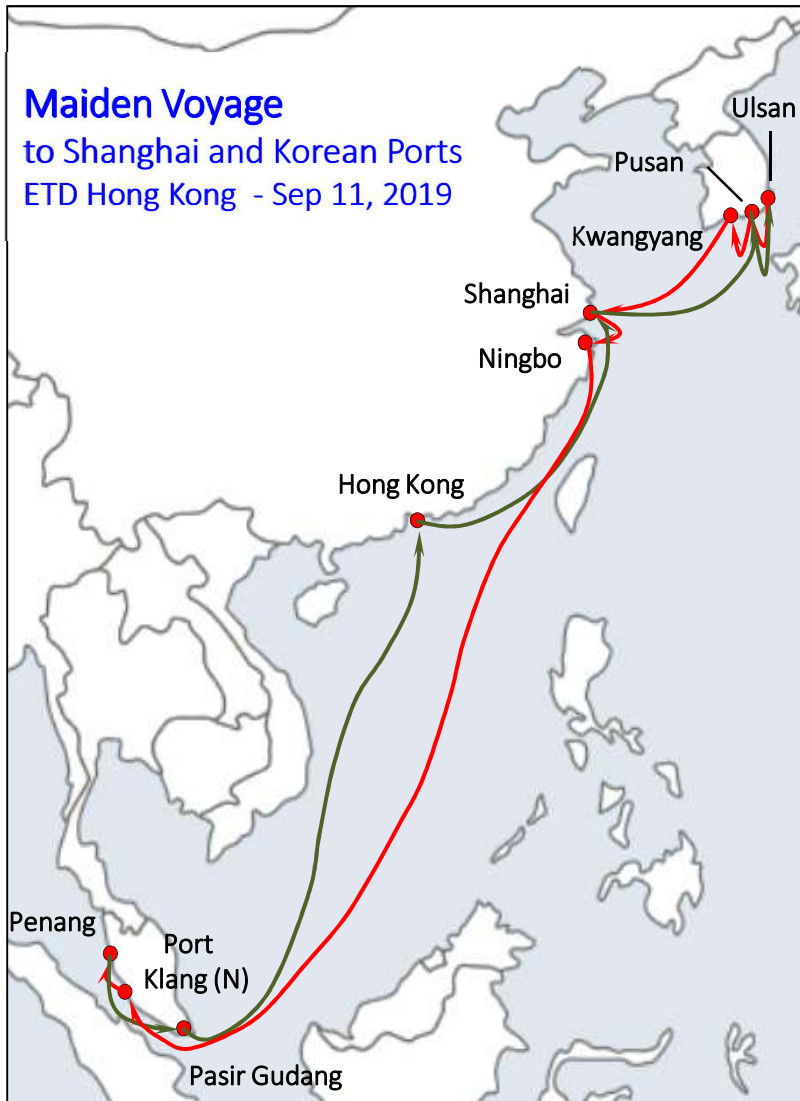 Maiden Voyage
to Shanghai and Korean Ports
ETD Hong Kong - Sep 11, 2019
Ulsan
Pusan
Kwangyang
Shanghai
Ningbo
Hong Kong
Penang
Port
Klang (N)
Pasir Gudang